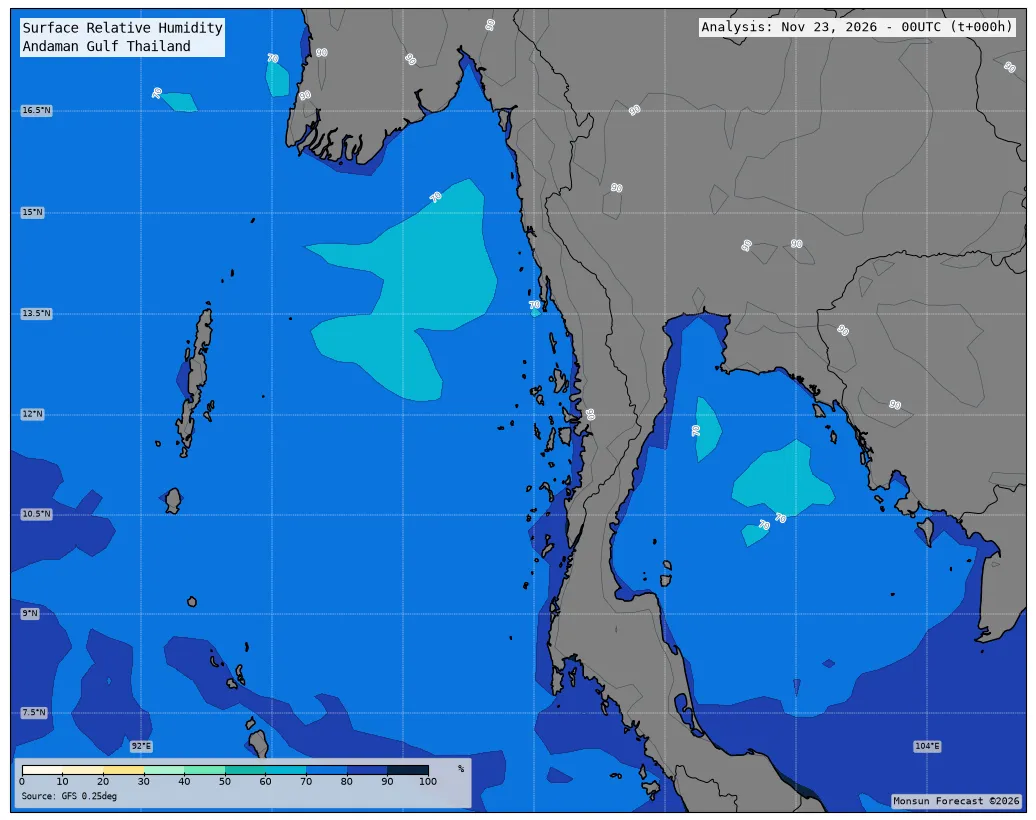 Surface Relative Humidity
Andaman Gulf Thailand
Analysis: Nov 23, 2026 - 00UTC (t+000h)
90
90
90
90
70
70
90
90
16.5°N
90
70
15°N
90
90
70
13.5°N
90
90
90
12°N
70
70
70
10.5°N
9°N
7.5°N
92°E
104°E
%
0 10 20 30 40 50 60 70 80 90 100
Source: GFS 0.25deg
Monsun Forecast ©2026